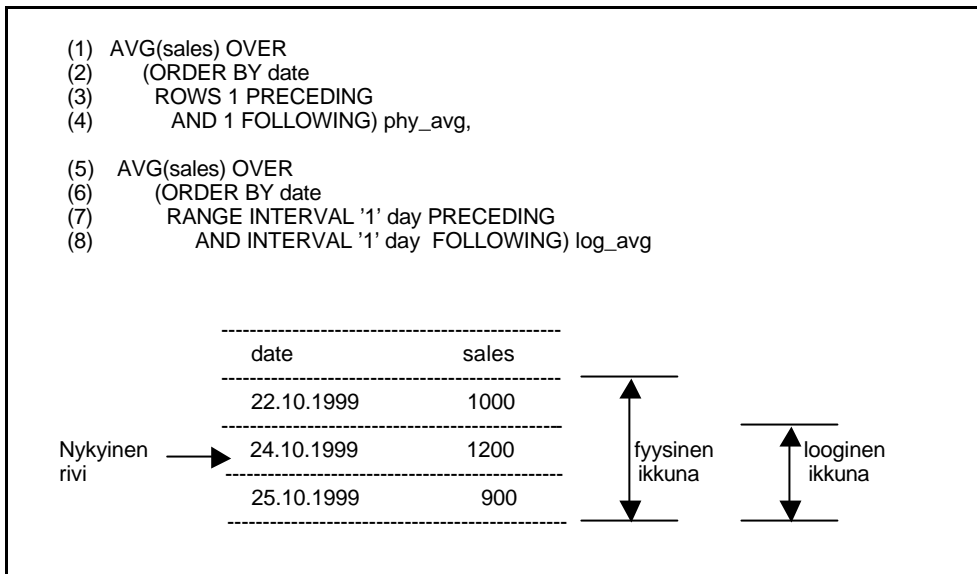 (1) AVG(sales) OVER
(2) (ORDER BY date
(3) ROWS 1 PRECEDING
(4) AND 1 FOLLOWING) phy_avg,
(5) AVG(sales) OVER
(6) (ORDER BY date
(7) RANGE INTERVAL '1' day PRECEDING
(8) AND INTERVAL '1' day FOLLOWING) log_avg
date sales
22.10.1999 1000
24.10.1999 1200
25.10.1999 900
Nykyinen
rivi
fyysinen
ikkuna
looginen
ikkuna